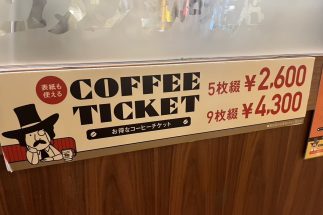 表紙も
使える
COFFEE
TICKET
お得なコーヒーチケット
5枚綴 ¥2,600
9枚綴 ¥4,300